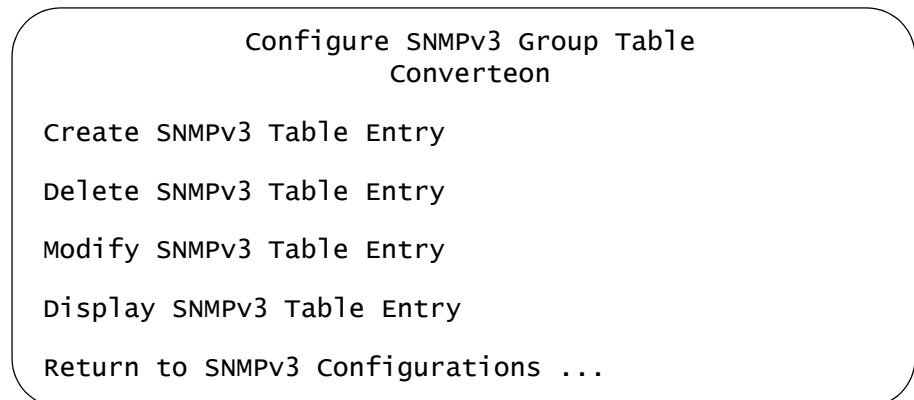 Configure SNMPv3 Group Table
Converteon
Create SNMPv3 Table Entry
Delete SNMPv3 Table Entry
Modify SNMPv3 Table Entry
Display SNMPv3 Table Entry
Return to SNMPv3 Configurations ...